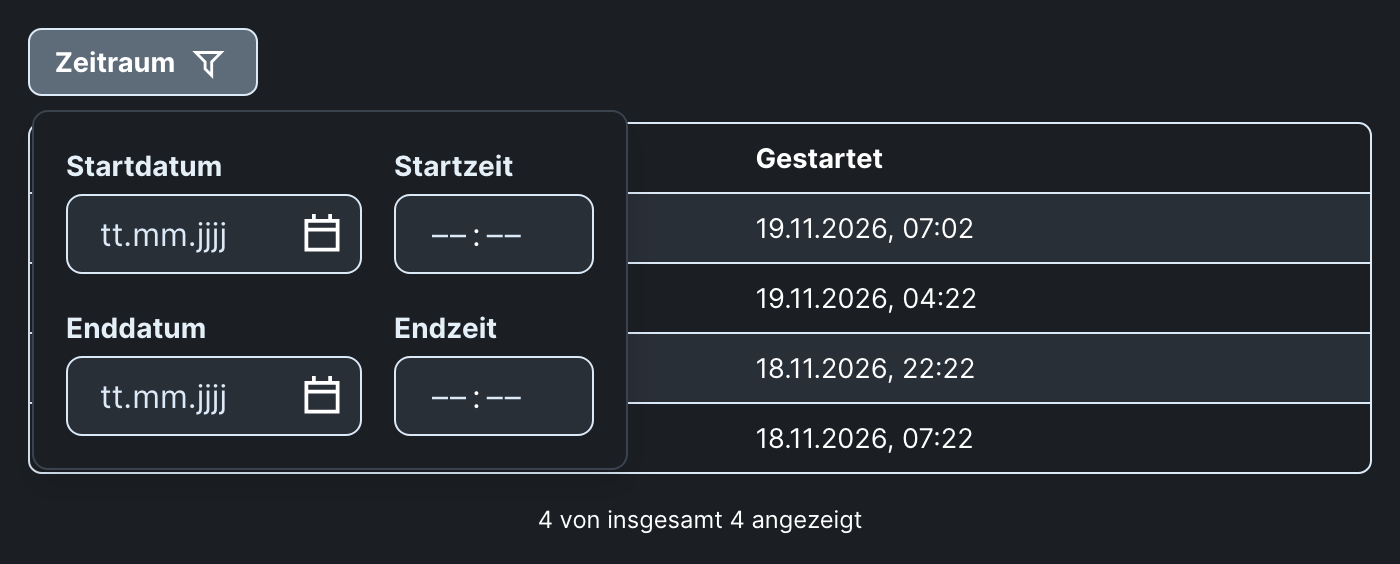 Zeitraum
Startdatum
Startzeit
tt.mm.jjjj
--:--
Enddatum
Endzeit
tt.mm.jjjj
--:--
Gestartet
19.11.2026, 07:02
19.11.2026, 04:22
18.11.2026, 22:22
18.11.2026, 07:22
4 von insgesamt 4 angezeigt